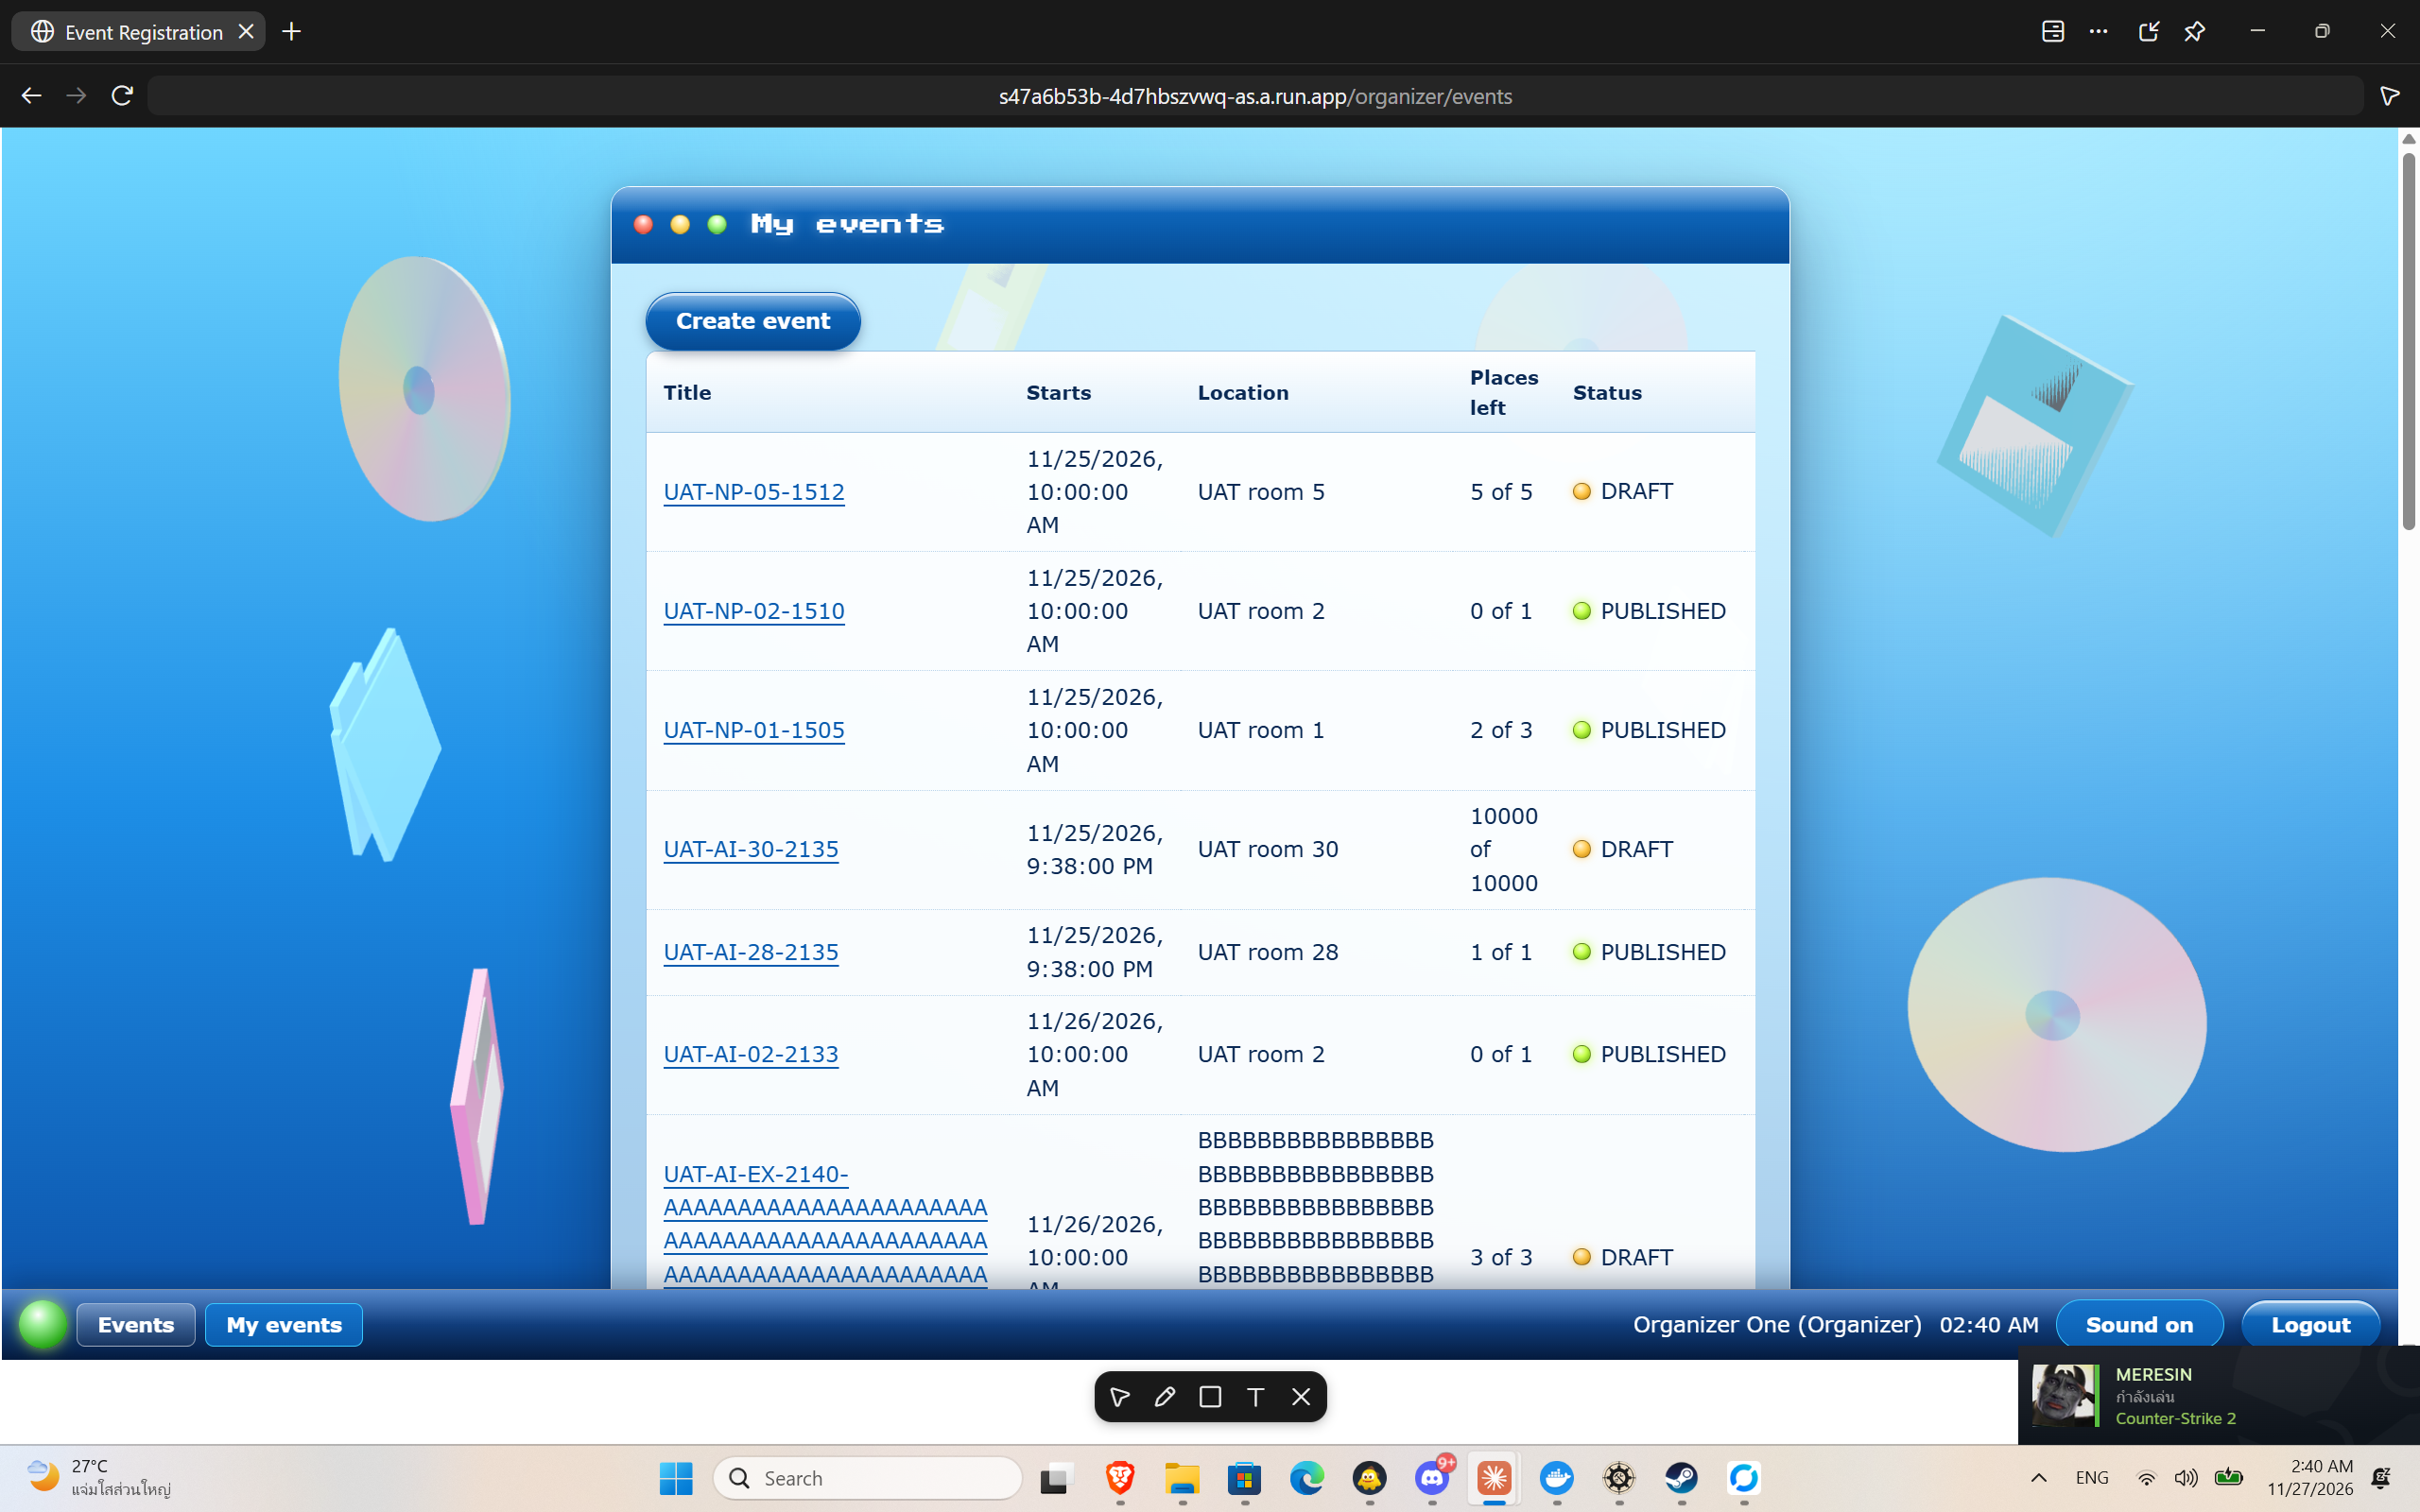 Event Registration
s47a6b53b-4d7hbszvwq-as.a.run.app/organizer/events
My events
Create event
Title Starts Location Places left Status
UAT-NP-05-1512 11/25/2026, 10:00:00 AM UAT room 5 5 of 5 DRAFT
UAT-NP-02-1510 11/25/2026, 10:00:00 AM UAT room 2 0 of 1 PUBLISHED
UAT-NP-01-1505 11/25/2026, 10:00:00 AM UAT room 1 2 of 3 PUBLISHED
UAT-AI-30-2135 11/25/2026, 9:38:00 PM UAT room 30 10000 of 10000 DRAFT
UAT-AI-28-2135 11/25/2026, 9:38:00 PM UAT room 28 1 of 1 PUBLISHED
UAT-AI-02-2133 11/26/2026, 10:00:00 AM UAT room 2 0 of 1 PUBLISHED
BBBBBBBBBBBBBBBB
UAT-AI-EX-2140- BBBBBBBBBBBBBBBB
AAAAAAAAAAAAAAAAAAAAAA BBBBBBBBBBBBBBBB
AAAAAAAAAAAAAAAAAAAAAA 11/26/2026, BBBBBBBBBBBBBBBB
AAAAAAAAAAAAAAAAAAAAAA 10:00:00 AM BBBBBBBBBBBBBBBB 3 of 3 DRAFT
Events My events Organizer One (Organizer) 02:40 AM Sound on Logout
MERESIN
กำลังเล่น
Counter-Strike 2
27°C
แจ่มใสส่วนใหญ่
Search
9+
ENG
2:40 AM
11/27/2026